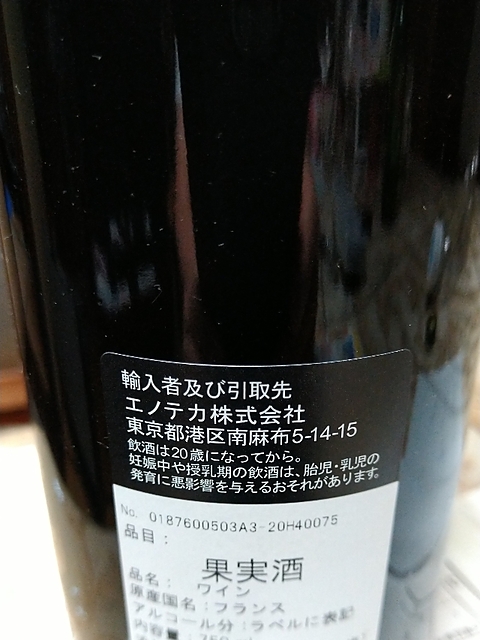 輸入者及び引取先
エノテカ株式会社
東京都港区南麻布5-14-15
飲酒は20歳になってから。
妊娠中や授乳期の飲酒は、胎児・乳児の
発育に悪影響を与えるおそれがあります。
No. 0187600503A3-20H40075
品目：
果実酒
品名： ワイン
原産国名：フランス
アルコール分：ラベルに表記
内容量：750